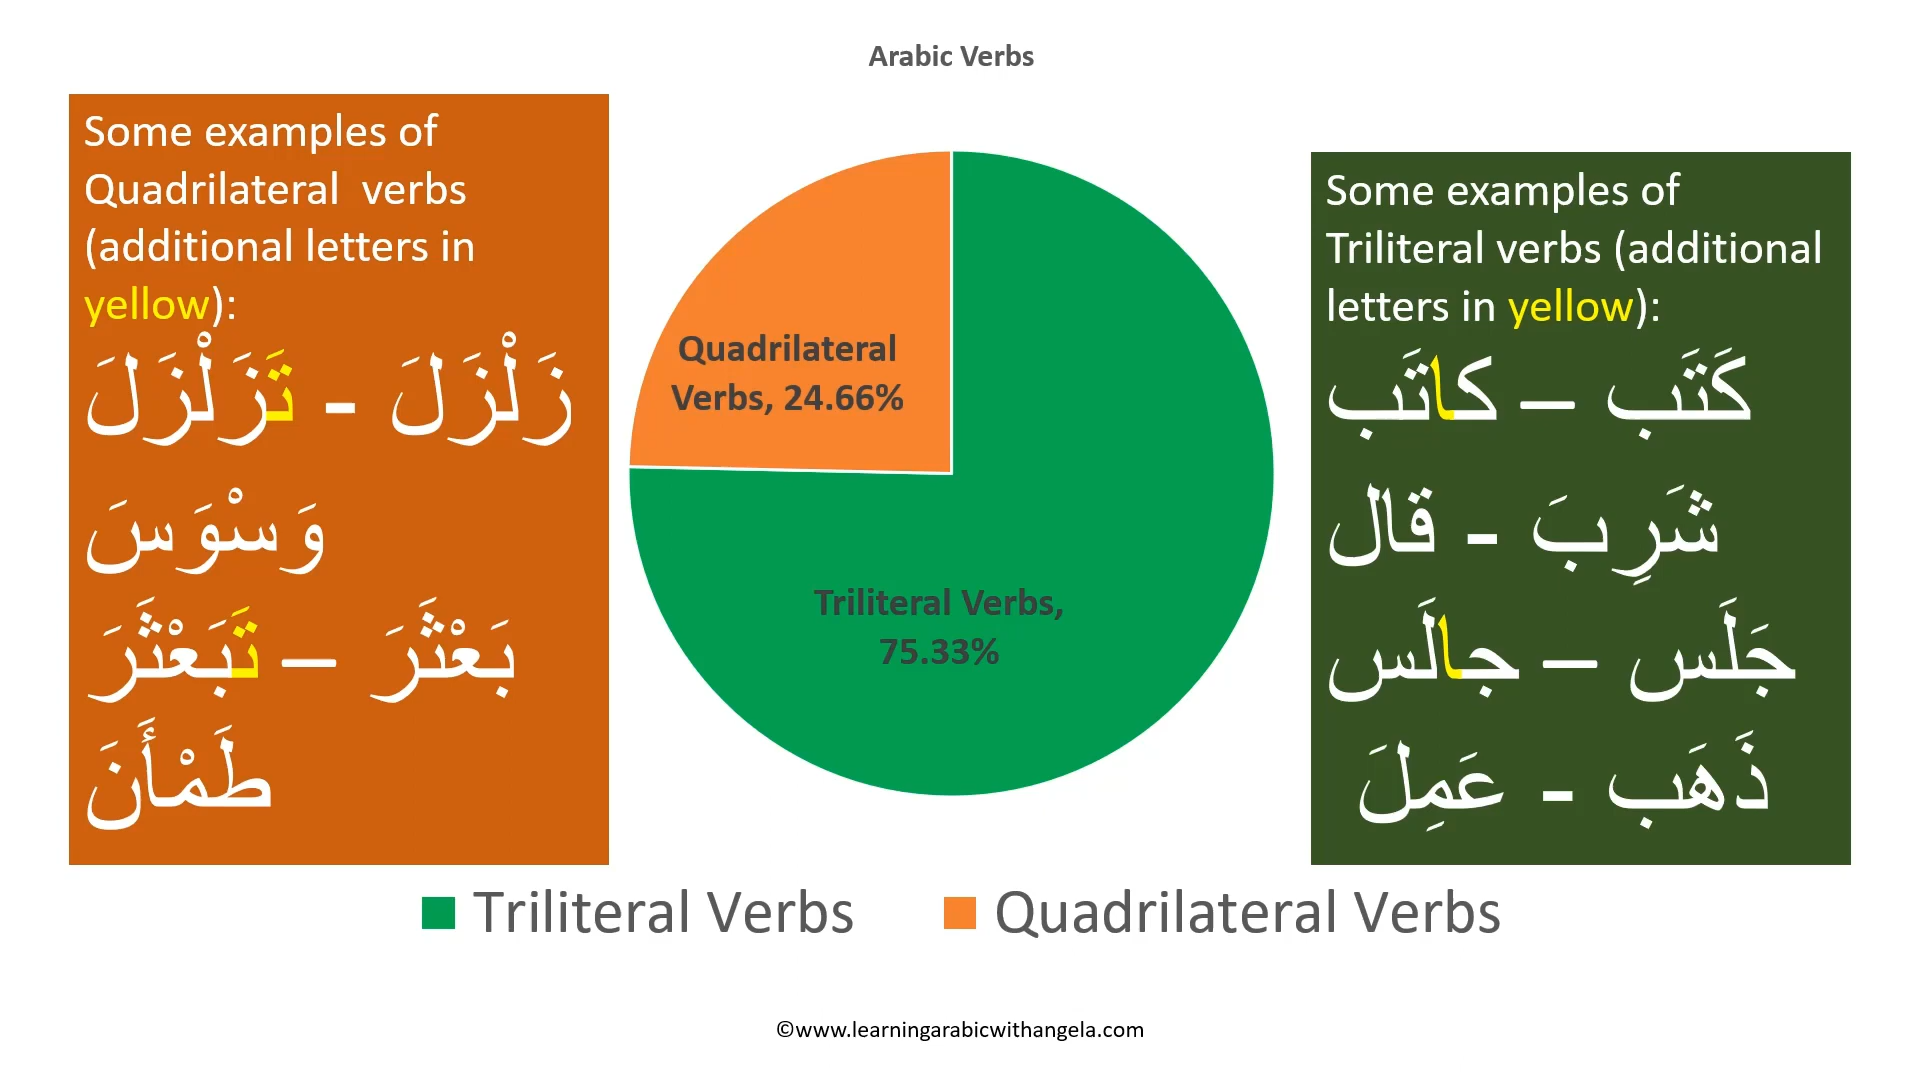 Arabic Verbs
Some examples of
Quadrilateral verbs
(additional letters in
yellow):
زَلْزَلَ - تَزَلْزَلَ
وَسْوَسَ
بَعْثَرَ – تَبَعْثَرَ
طَمْأَنَ
Quadrilateral
Verbs, 24.66%
Triliteral Verbs,
75.33%
Some examples of
Triliteral verbs (additional
letters in yellow):
كَتَب – كاتَب
شَرِبَ - قال
جَلَس – جالَس
ذَهَب - عَمِلَ
Triliteral Verbs
Quadrilateral Verbs
©www.learningarabicwithangela.com